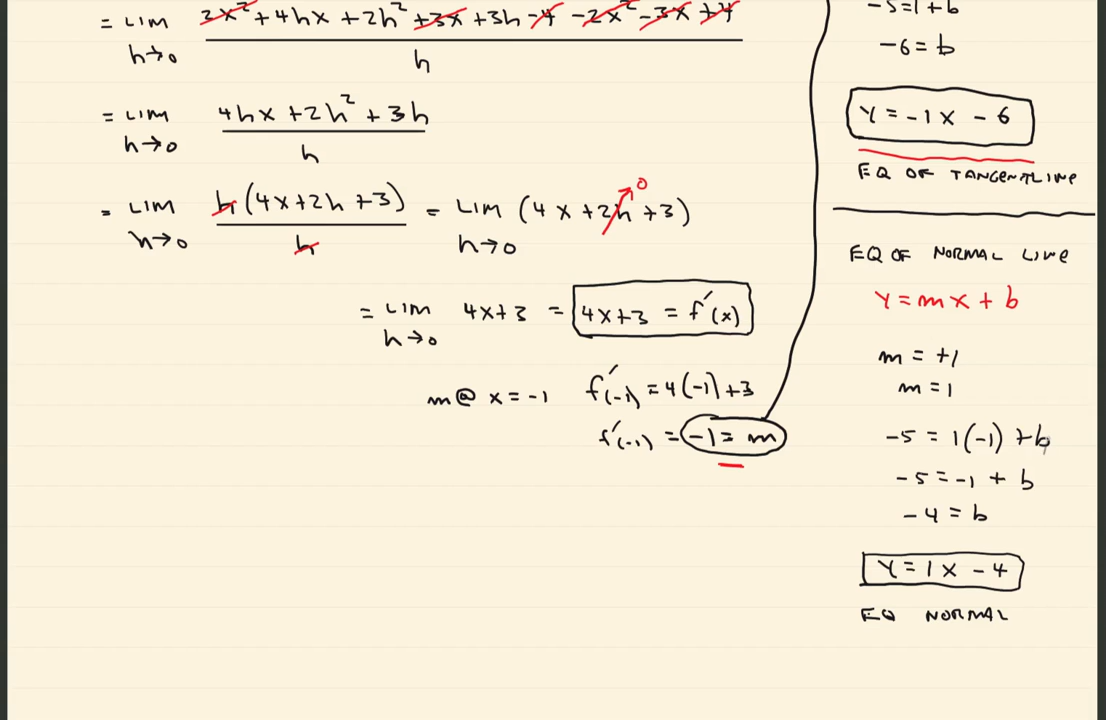 = LIM h→0 2x² + 4hx + 2h² + 3x + 3h - 4 - 2x² - 3x + 4 / h
= LIM h→0 4hx + 2h² + 3h / h
= LIM h→0 h(4x + 2h + 3) / h = LIM h→0 (4x + 2h + 3) 0
= LIM h→0 4x+3 = 4x+3 = f'(x)
m @ x = -1 f'(-1) = 4(-1) + 3
f'(-1) = -1 = m
-5 = 1 + b
-6 = b
Y = -1x - 6
EQ OF TANGENT LINE
EQ OF NORMAL LINE
Y = mx + b
m = +1
m = 1
-5 = 1(-1) + b
-5 = -1 + b
-4 = b
Y = 1x - 4
EQ NORMAL